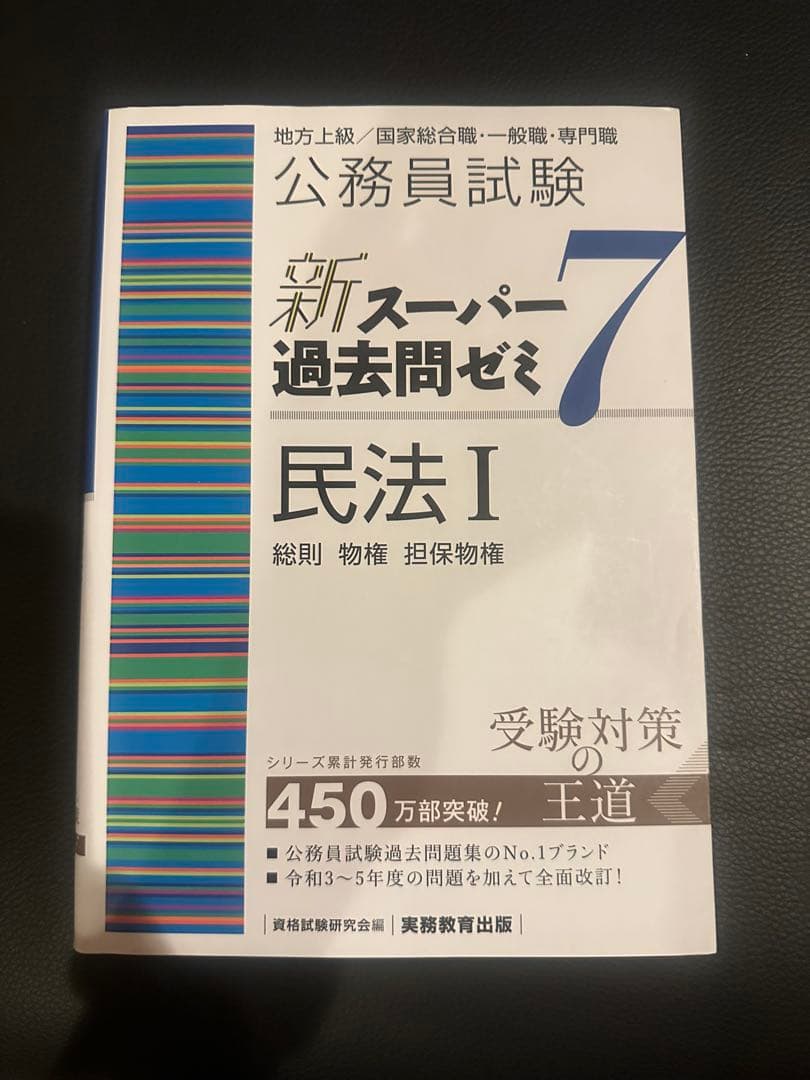 地方上級／国家総合職・一般職・専門職
公務員試験
新スーパー
過去問ゼミ7
民法Ⅰ
総則 物権 担保物権
受験対策
の
王道
シリーズ累計発行部数
450万部突破！
■ 公務員試験過去問題集のNo.1ブランド
■ 令和3〜5年度の問題を加えて全面改訂！
資格試験研究会編 | 実務教育出版